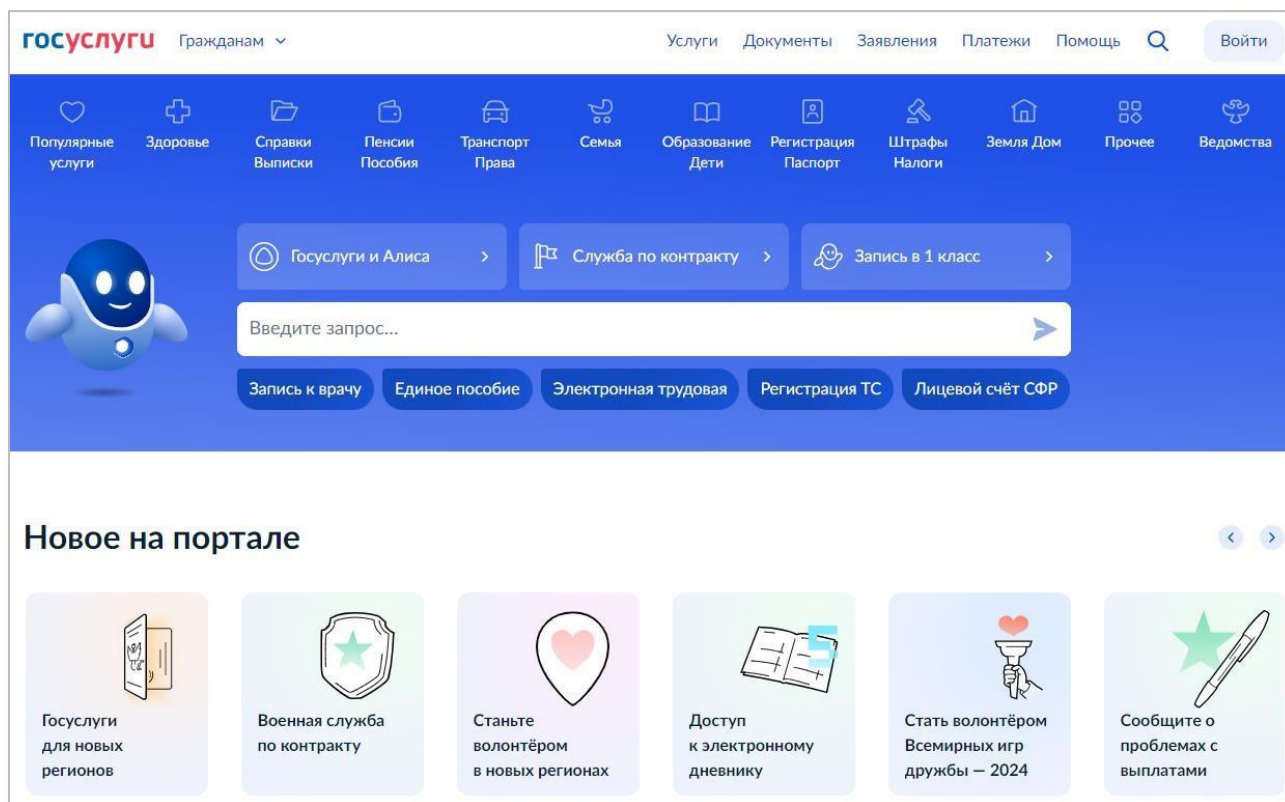 госуслуги Гражданам Услуги Документы Заявления Платежи Помощь Войти
Популярные услуги
Здоровье
Справки Выписки
Пенсии Пособия
Транспорт Права
Семья
Образование Дети
Регистрация Паспорт
Штрафы Налоги
Земля Дом
Прочее
Ведомства
Госуслуги и Алиса
Служба по контракту
Запись в 1 класс
Введите запрос...
Запись к врачу
Единое пособие
Электронная трудовая
Регистрация ТС
Лицевой счёт СФР
Новое на портале
Госуслуги
для новых
регионов
Военная служба
по контракту
Станьте
волонтёром
в новых регионах
5
Доступ
к электронному
дневнику
Стать волонтёром
Всемирных игр
дружбы — 2024
Сообщите о
проблемах с
выплатами